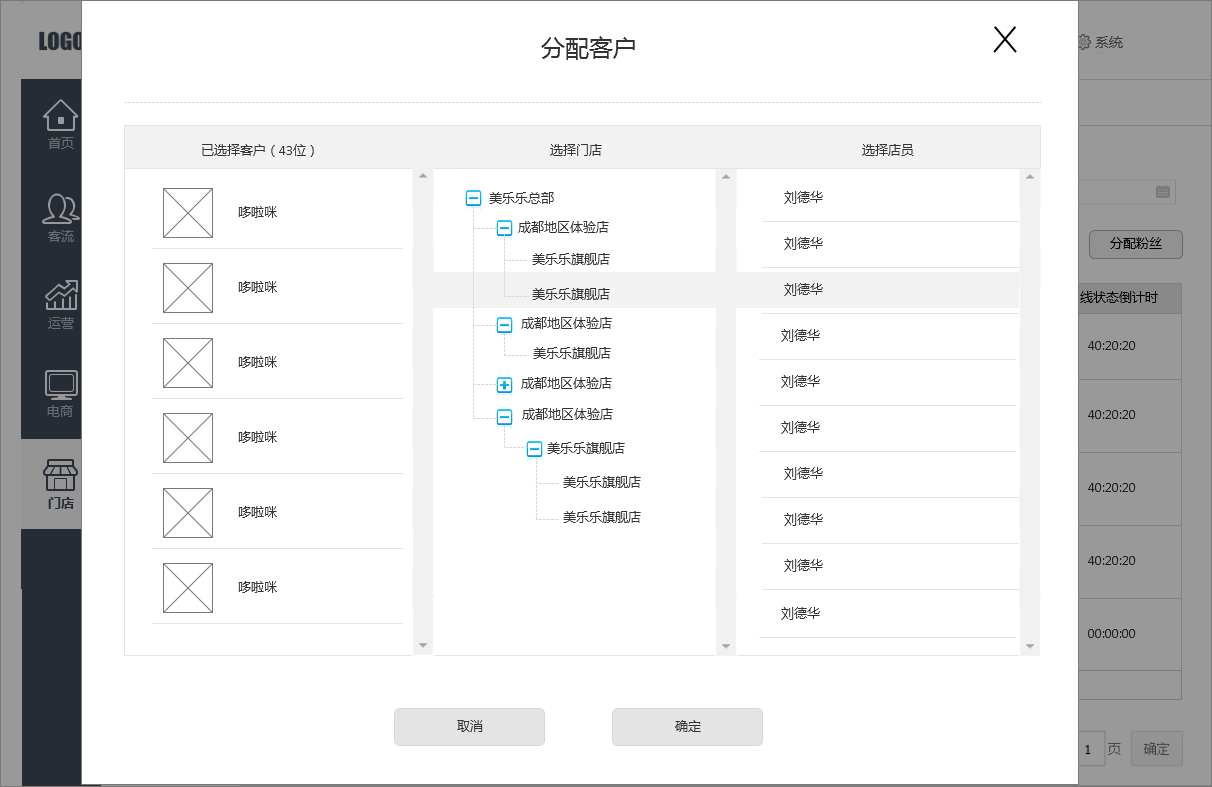 LOGO
系统
首页
客流
运营
电商
门店
分配客户
已选择客户（43位）
选择门店
选择店员
哆啦咪
哆啦咪
哆啦咪
哆啦咪
哆啦咪
哆啦咪
美乐乐总部
成都地区体验店
美乐乐旗舰店
美乐乐旗舰店
成都地区体验店
美乐乐旗舰店
成都地区体验店
成都地区体验店
美乐乐旗舰店
美乐乐旗舰店
美乐乐旗舰店
刘德华
刘德华
刘德华
刘德华
刘德华
刘德华
刘德华
刘德华
刘德华
刘德华
取消
确定
分配粉丝
线状态倒计时
40:20:20
40:20:20
40:20:20
40:20:20
00:00:00
1 页 确定